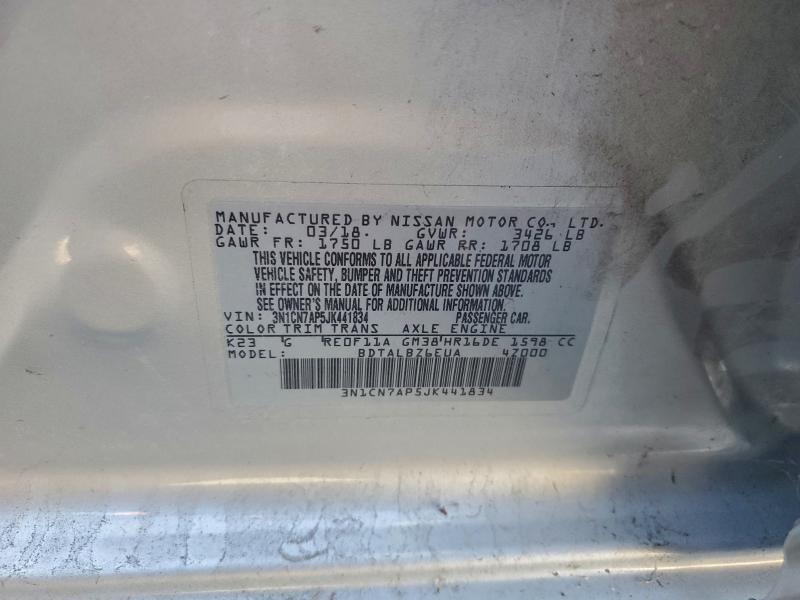 MANUFACTURED BY NISSAN MOTOR CO., LTD.
DATE: 03/18. GVWR: 3426 LB
GAWR FR: 1750 LB GAWR RR: 1708 LB
THIS VEHICLE CONFORMS TO ALL APPLICABLE FEDERAL MOTOR
VEHICLE SAFETY, BUMPER AND THEFT PREVENTION STANDARDS
IN EFFECT ON THE DATE OF MANUFACTURE SHOWN ABOVE.
SEE OWNER'S MANUAL FOR ADDITIONAL INFORMATION.
VIN: 3N1CN7AP5JK441834 PASSENGER CAR.
COLOR TRIM TRANS AXLE ENGINE
K23 G RE0F11A GM38 HR16DE 1598 CC
MODEL: BDTALBZ6EUA 4Z000
3N1CN7AP5JK441834